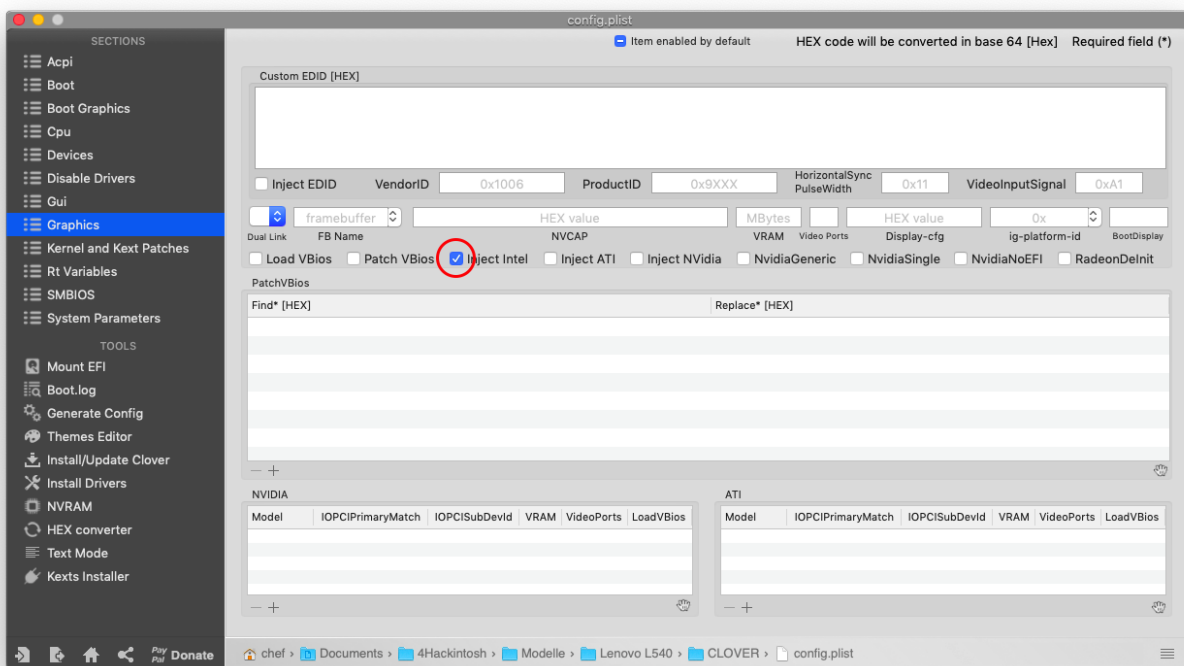 config.plist
SECTIONS
Acpi
Boot
Boot Graphics
Cpu
Devices
Disable Drivers
Gui
Graphics
Kernel and Kext Patches
Rt Variables
SMBIOS
System Parameters
TOOLS
Mount EFI
Boot.log
Generate Config
Themes Editor
Install/Update Clover
Install Drivers
NVRAM
HEX converter
Text Mode
Kexts Installer
Pay Pal Donate
Item enabled by default HEX code will be converted in base 64 [Hex] Required field (*)
Custom EDID [HEX]
Inject EDID VendorID 0x1006 ProductID 0x9XXX HorizontalSync PulseWidth 0x11 VideoInputSignal 0xA1
framebuffer HEX value MBytes HEX value 0x
Dual Link FB Name NVCAP VRAM Video Ports Display-cfg ig-platform-id BootDisplay
Load VBios Patch VBios Inject Intel Inject ATI Inject NVidia NvidiaGeneric NvidiaSingle NvidiaNoEFI RadeonDeInit
PatchVBios
Find* [HEX] Replace* [HEX]
NVIDIA
Model IOPCIPrimaryMatch IOPCISubDevId VRAM VideoPorts LoadVBios
ATI
Model IOPCIPrimaryMatch IOPCISubDevId VRAM VideoPorts LoadVBios
chef › Documents › 4Hackintosh › Modelle › Lenovo L540 › CLOVER › config.plist